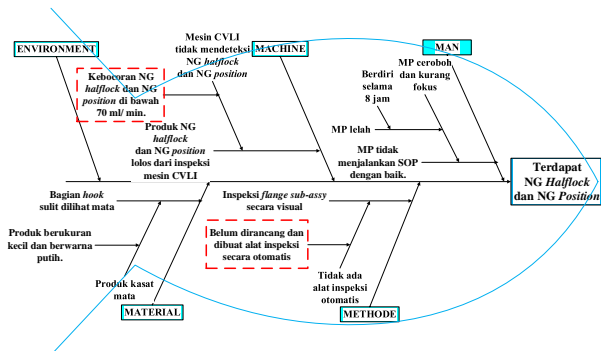 ENVIRONMENT
Kebocoran NG
halflock dan NG
position di bawah
70 ml/ min.
Mesin CVLI
tidak mendeteksi
NG halflock
dan NG position
MACHINE
Produk NG
halflock
dan NG position
lolos dari inspeksi
mesin CVLI
MAN
MP ceroboh
dan kurang
fokus
Berdiri
selama
8 jam
MP lelah
MP tidak
menjalankan SOP
dengan baik.
Terdapat
NG Halflock
dan NG Position
Bagian hook
sulit dilihat mata
Produk berukuran
kecil dan berwarna
putih.
Produk kasat
mata
MATERIAL
Inspeksi flange sub-assy
secara visual
Belum dirancang dan
dibuat alat inspeksi
secara otomatis
Tidak ada
alat inspeksi
otomatis
METHODE